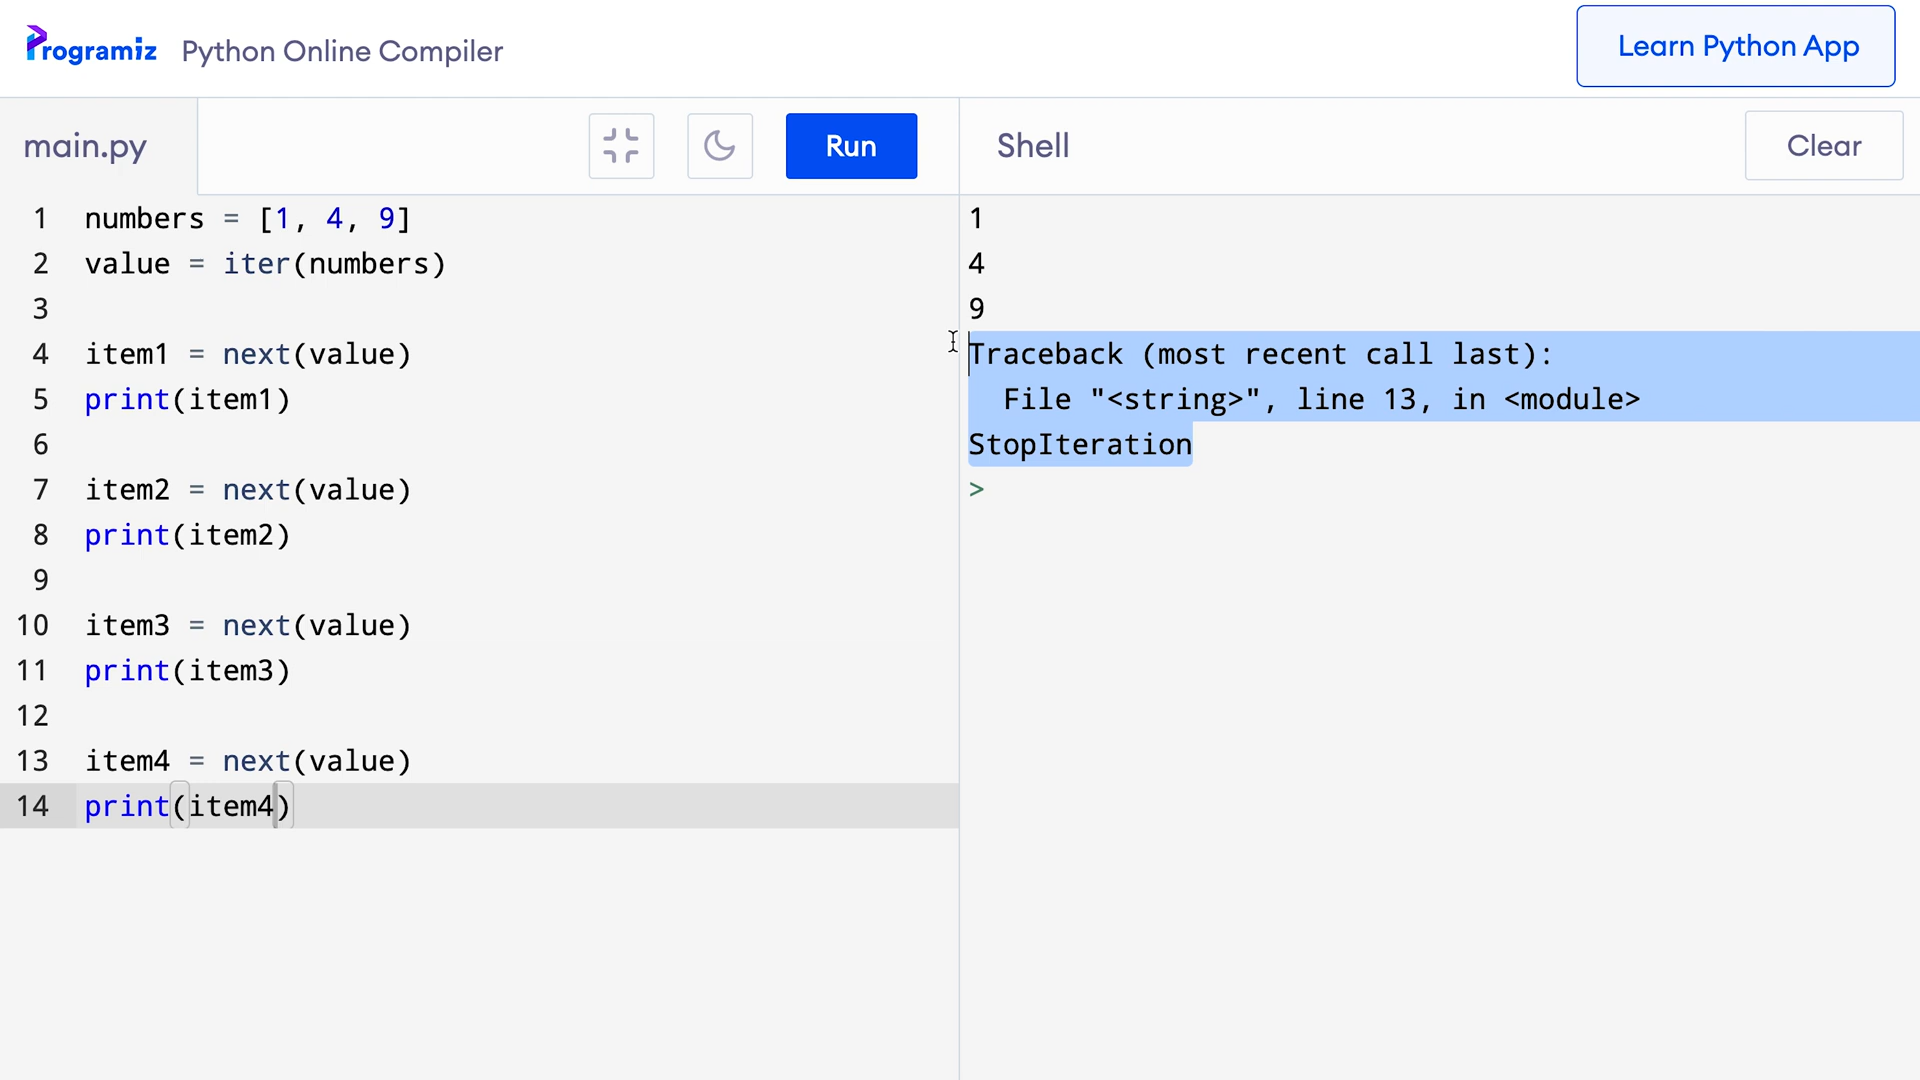 Programiz Python Online Compiler
Learn Python App
main.py
Run
Shell
Clear
1 numbers = [1, 4, 9]
2 value = iter(numbers)
3
4 item1 = next(value)
5 print(item1)
6
7 item2 = next(value)
8 print(item2)
9
10 item3 = next(value)
11 print(item3)
12
13 item4 = next(value)
14 print(item4)
1
4
9
Traceback (most recent call last):
  File "<string>", line 13, in <module>
StopIteration
>